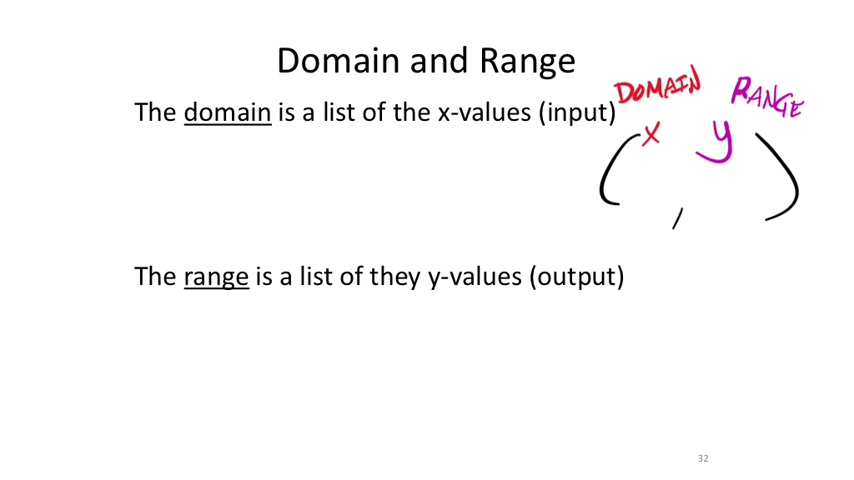 Domain and Range
The domain is a list of the x-values (input)
DOMAIN RANGE
( x , y )
The range is a list of they y-values (output)
32